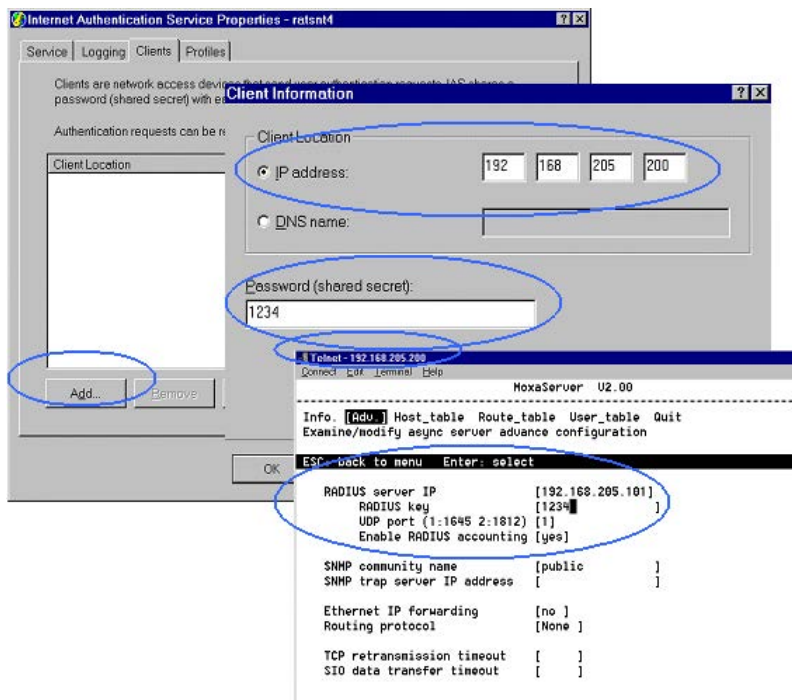 Internet Authentication Service Properties - ratsnt4
Service Logging Clients Profiles
Clients are network access devices that send user authentication requests. IAS shares a
password (shared secret) with ea
Authentication requests can be re
Client Location
Add... Remove
OK
Client Information
Client Location
IP address: 192 168 205 200
DNS name:
Password (shared secret):
1234
Telnet - 192.168.205.200
Connect Edit Terminal Help
MoxaServer V2.00
Info. [Adv.] Host_table Route_table User_table Quit
Examine/modify async server advance configuration
ESC: back to menu Enter: select
RADIUS server IP [192.168.205.101]
RADIUS key [1234 ]
UDP port (1:1645 2:1812) [1]
Enable RADIUS accounting [yes]
SNMP community name [public ]
SNMP trap server IP address [ ]
Ethernet IP forwarding [no ]
Routing protocol [None ]
TCP retransmission timeout [ ]
SIO data transfer timeout [ ]